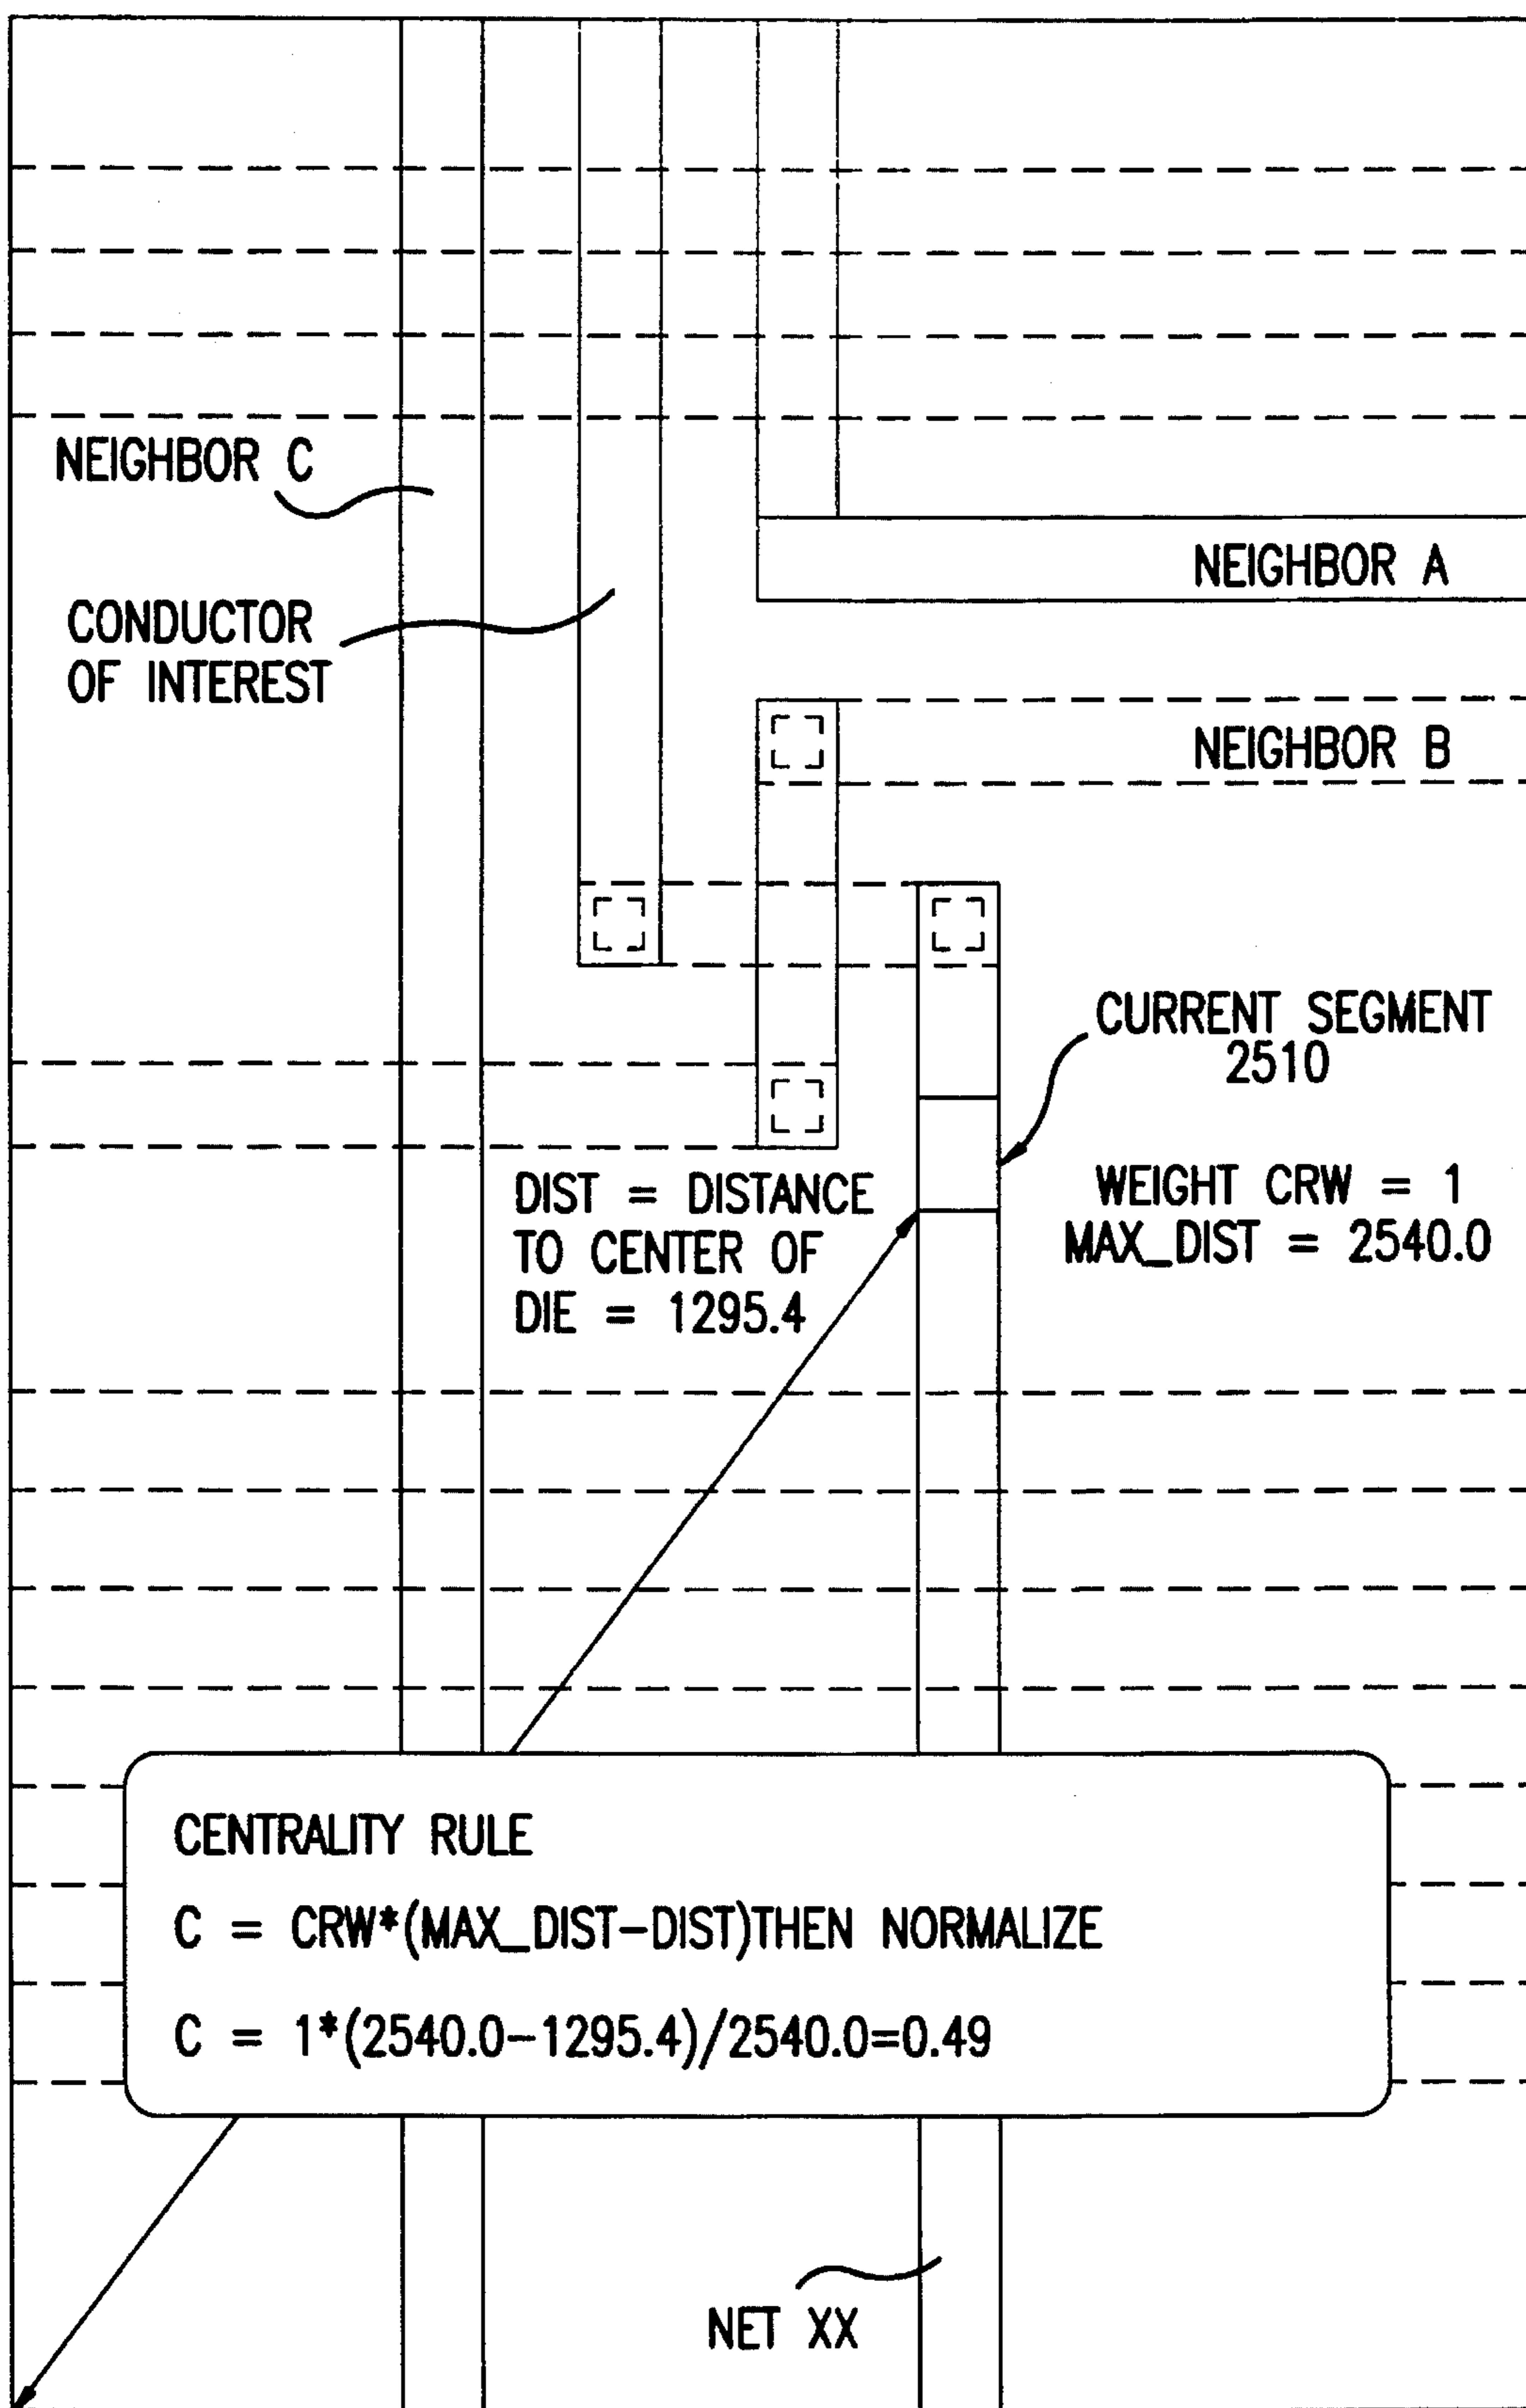 NEIGHBOR C
NEIGHBOR A
CONDUCTOR
OF INTEREST
NEIGHBOR B
CURRENT SEGMENT
2510
DIST = DISTANCE
TO CENTER OF
DIE = 1295.4
WEIGHT CRW = 1
MAX_DIST = 2540.0
CENTRALITY RULE
C = CRW*(MAX_DIST-DIST)THEN NORMALIZE
C = 1*(2540.0-1295.4)/2540.0=0.49
NET XX